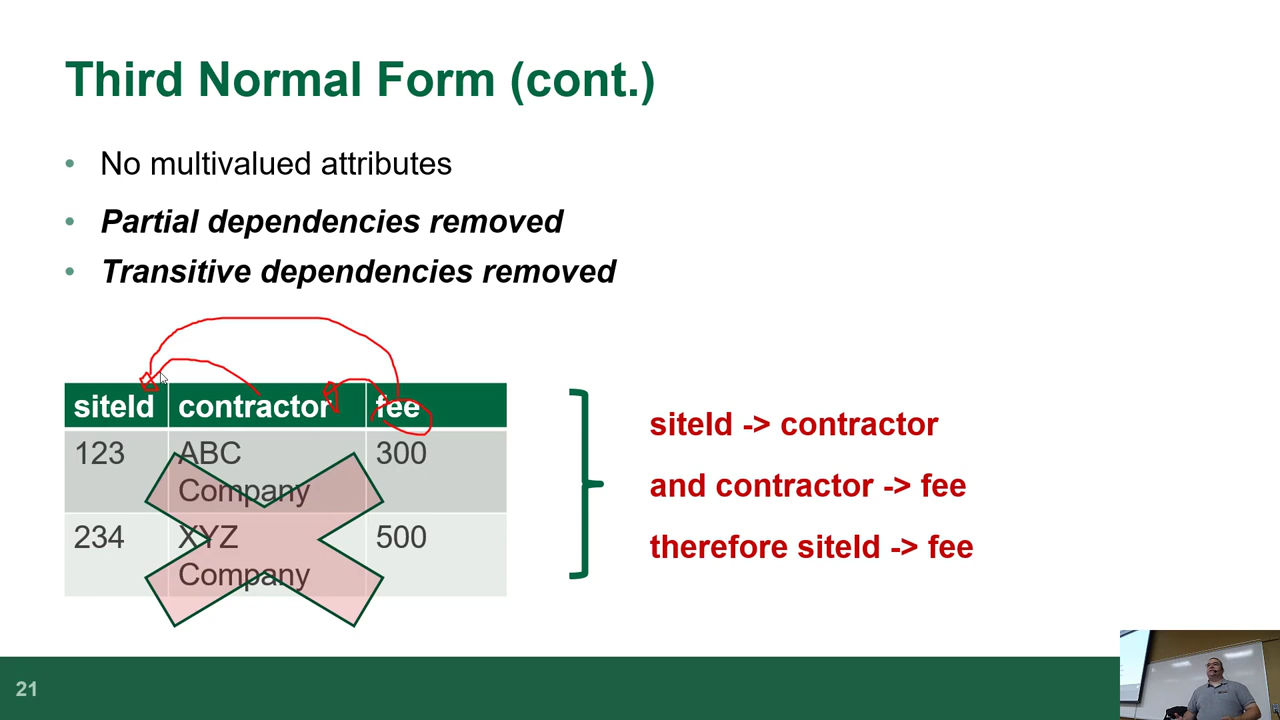 Third Normal Form (cont.)
• No multivalued attributes
• Partial dependencies removed
• Transitive dependencies removed
siteId contractor fee
123 ABC Company 300
234 XYZ Company 500
siteId -> contractor
and contractor -> fee
therefore siteId -> fee
21